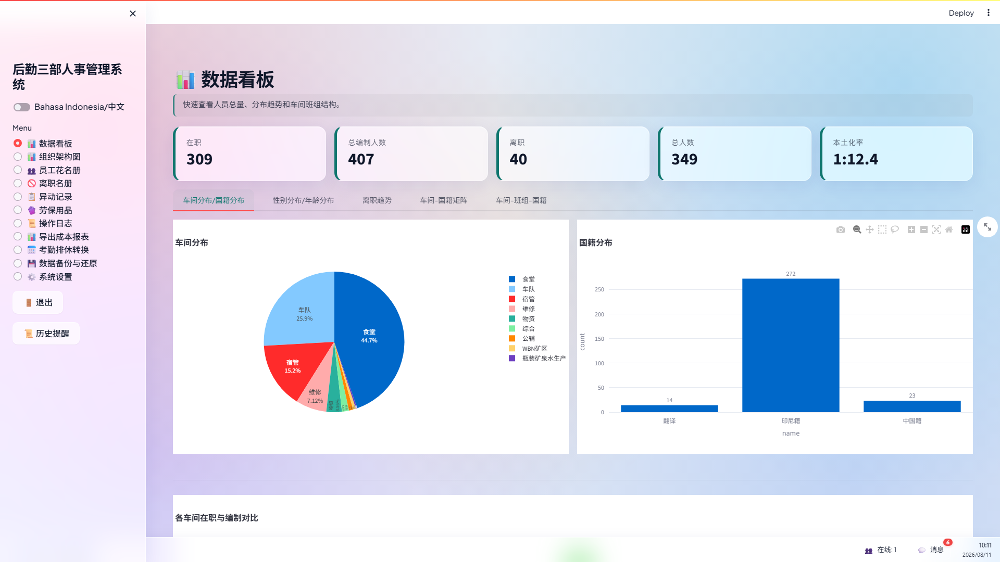 Deploy
后勤三部人事管理系
统
Bahasa Indonesia/中文
Menu
数据看板
组织架构图
员工花名册
离职名册
异动记录
劳保用品
操作日志
导出成本报表
考勤排休转换
数据备份与还原
系统设置
退出
历史提醒
数据看板
快速查看人员总量、分布趋势和车间班组结构。
在职
309
总编制人数
407
离职
40
总人数
349
本土化率
1:12.4
车间分布/国籍分布
性别分布/年龄分布
离职趋势
车间-国籍矩阵
车间-班组-国籍
车间分布
食堂
44.7%
车队
25.9%
宿管
15.2%
维修
7.12%
物资
3.56%
食堂
车队
宿管
维修
物资
综合
公辅
WBN矿区
瓶装矿泉水生产
国籍分布
count
250
200
150
100
50
0
14
272
23
翻译
印尼籍
中国籍
name
各车间在职与编制对比
在线: 1
消息
6
10:11
2026/08/11